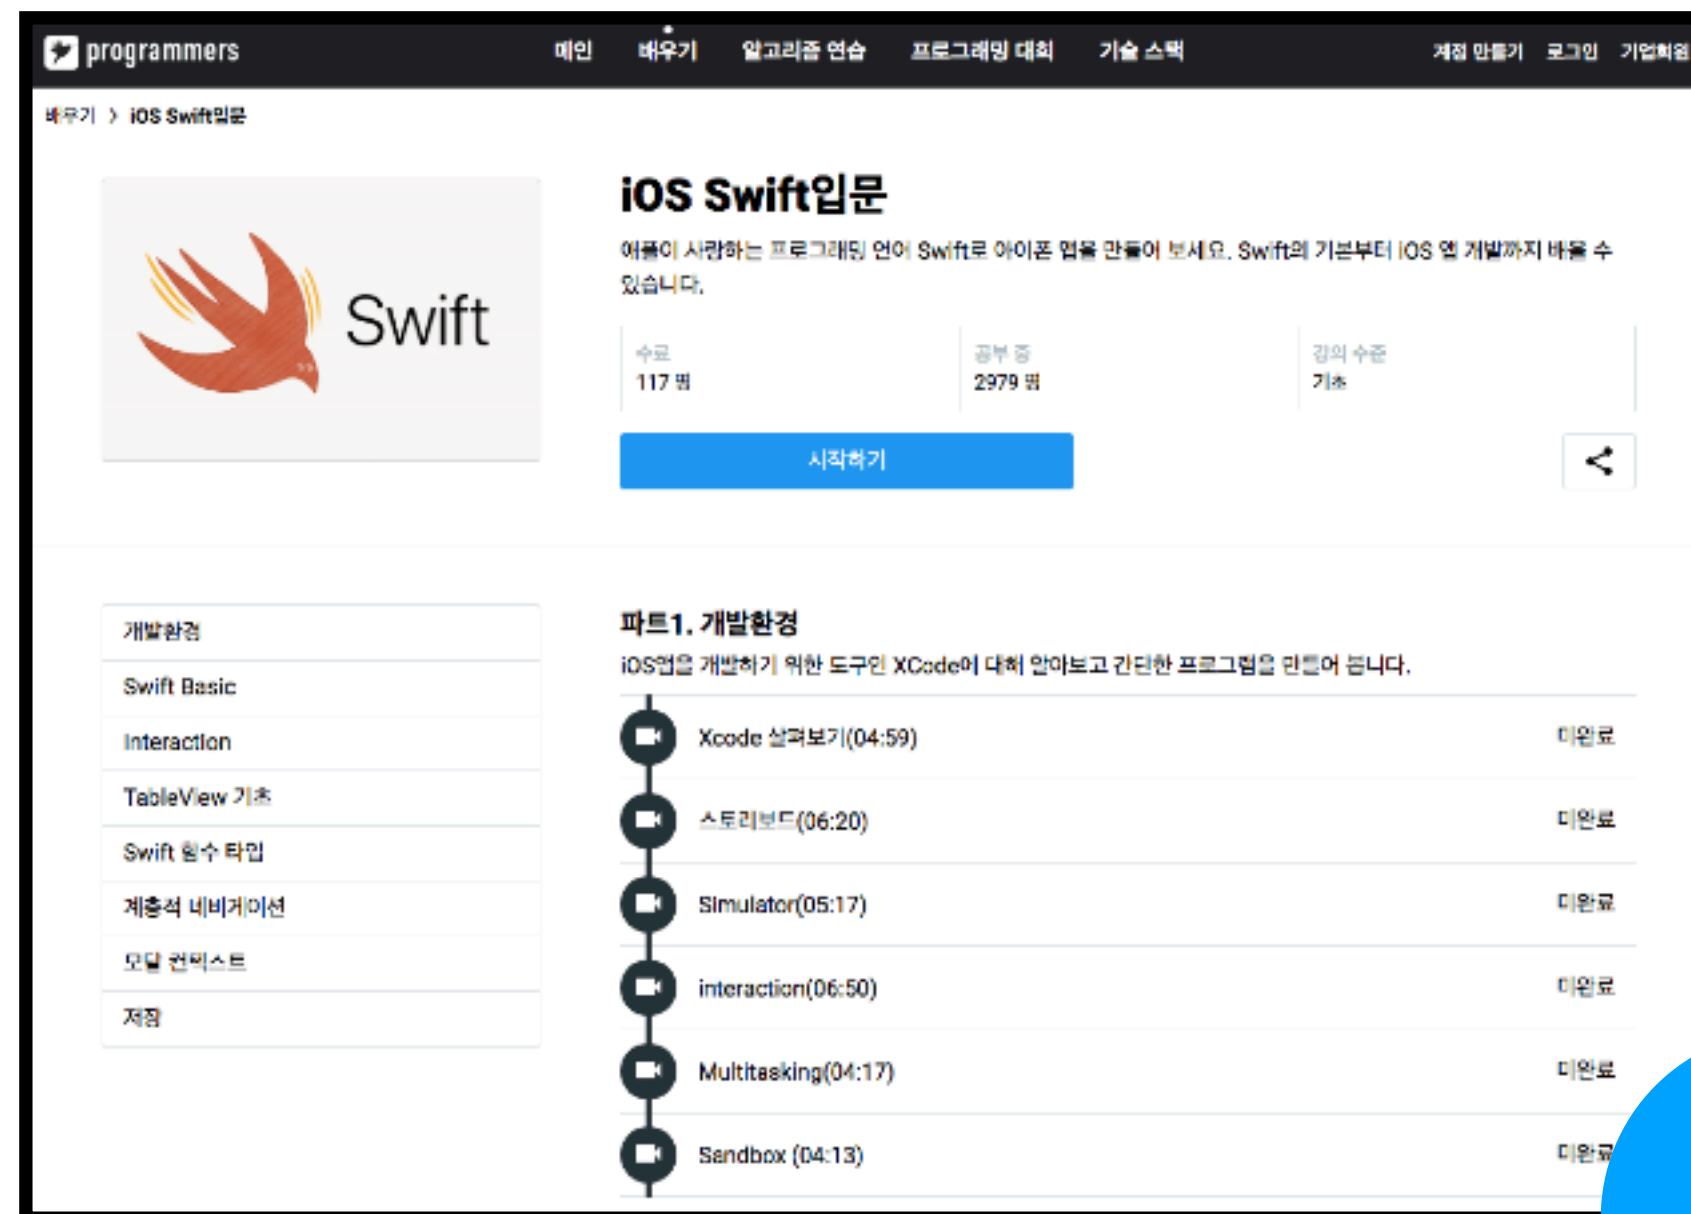 programmers
메인 배우기 알고리즘 연습 프로그래밍 대회 기술 스택 계정 만들기 로그인 기업회원
배우기 > iOS Swift입문
Swift
iOS Swift입문
애플이 사랑하는 프로그래밍 언어 Swift로 아이폰 앱을 만들어 보세요. Swift의 기본부터 iOS 앱 개발까지 배울 수
있습니다.
수료 공부 중 강의 수준
117 명 2979 명 기초
시작하기
개발환경
Swift Basic
Interaction
TableView 기초
Swift 함수 타입
계층적 네비게이션
모달 컨텍스트
저장
파트1. 개발환경
iOS앱을 개발하기 위한 도구인 XCode에 대해 알아보고 간단한 프로그램을 만들어 봅니다.
Xcode 살펴보기(04:59) 미완료
스토리보드(06:20) 미완료
Simulator(05:17) 미완료
interaction(06:50) 미완료
Multitasking(04:17) 미완료
Sandbox (04:13) 미완료